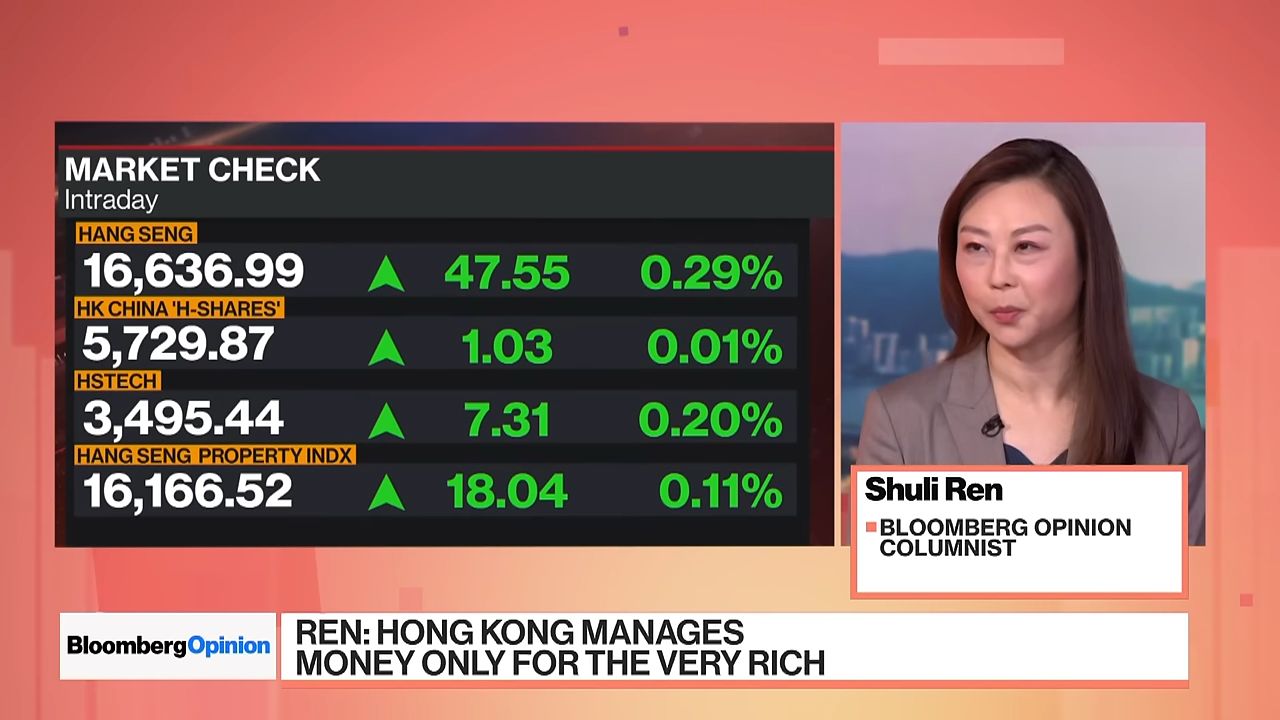 MARKET CHECK
Intraday
HANG SENG
16,636.99 ▲ 47.55 0.29%
HK CHINA 'H-SHARES'
5,729.87 ▲ 1.03 0.01%
HSTECH
3,495.44 ▲ 7.31 0.20%
HANG SENG PROPERTY INDX
16,166.52 ▲ 18.04 0.11%
Shuli Ren
BLOOMBERG OPINION
COLUMNIST
BloombergOpinion
REN: HONG KONG MANAGES
MONEY ONLY FOR THE VERY RICH